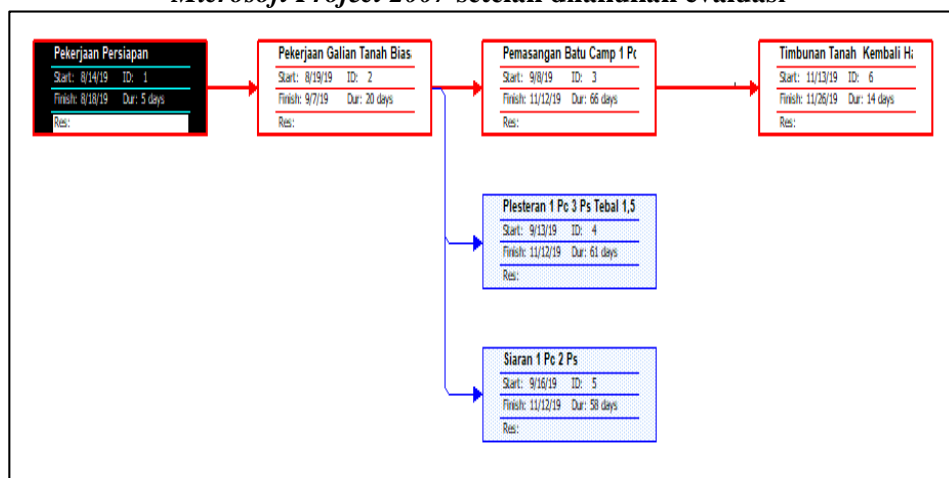 Microsoft Project 2007 setelah dilakukan evaluasi
Pekerjaan Persiapan
Start: 8/14/19 ID: 1
Finish: 8/18/19 Dur: 5 days
Res:
Pekerjaan Galian Tanah Bias
Start: 8/19/19 ID: 2
Finish: 9/7/19 Dur: 20 days
Res:
Pemasangan Batu Camp 1 Pc
Start: 9/8/19 ID: 3
Finish: 11/12/19 Dur: 66 days
Res:
Timbunan Tanah Kembali Ha
Start: 11/13/19 ID: 6
Finish: 11/26/19 Dur: 14 days
Res:
Plesteran 1 Pc 3 Ps Tebal 1,5
Start: 9/13/19 ID: 4
Finish: 11/12/19 Dur: 61 days
Res:
Siaran 1 Pc 2 Ps
Start: 9/16/19 ID: 5
Finish: 11/12/19 Dur: 58 days
Res: